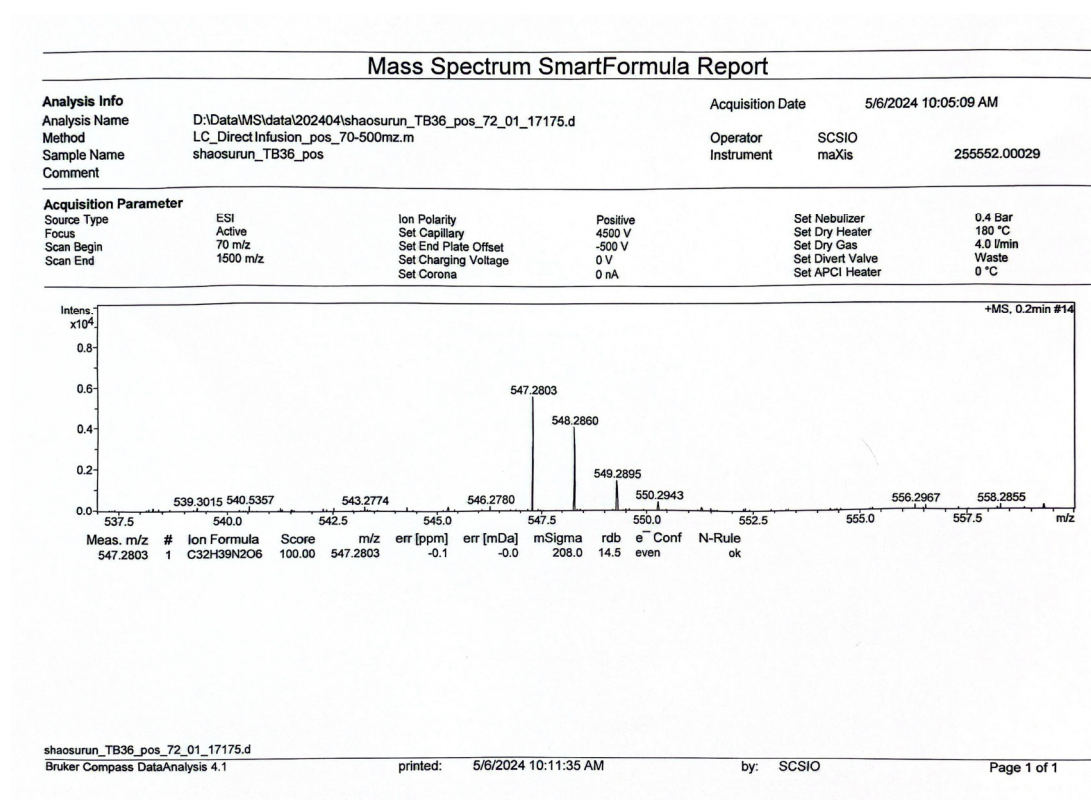 Mass Spectrum SmartFormula Report
Analysis Info
Acquisition Date 5/6/2024 10:05:09 AM
Analysis Name D:\Data\MS\data\202404\shaosurun_TB36_pos_72_01_17175.d
Method LC_Direct Infusion_pos_70-500mz.m Operator SCSIO
Sample Name shaosurun_TB36_pos Instrument maXis 255552.00029
Comment
Acquisition Parameter
Source Type ESI Ion Polarity Positive Set Nebulizer 0.4 Bar
Focus Active Set Capillary 4500 V Set Dry Heater 180 °C
Scan Begin 70 m/z Set End Plate Offset -500 V Set Dry Gas 4.0 l/min
Scan End 1500 m/z Set Charging Voltage 0 V Set Divert Valve Waste
Set Corona 0 nA Set APCI Heater 0 °C
Intens. +MS, 0.2min #14
x10⁴
0.8
0.6
547.2803
0.4
548.2860
0.2
549.2895
539.3015 540.5357 543.2774 546.2780 550.2943 556.2967 558.2855
0.0
537.5 540.0 542.5 545.0 547.5 550.0 552.5 555.0 557.5 m/z
Meas. m/z # Ion Formula Score m/z err [ppm] err [mDa] mSigma rdb e⁻ Conf N-Rule
547.2803 1 C32H39N2O6 100.00 547.2803 -0.1 -0.0 208.0 14.5 even ok
shaosurun_TB36_pos_72_01_17175.d
Bruker Compass DataAnalysis 4.1 printed: 5/6/2024 10:11:35 AM by: SCSIO Page 1 of 1